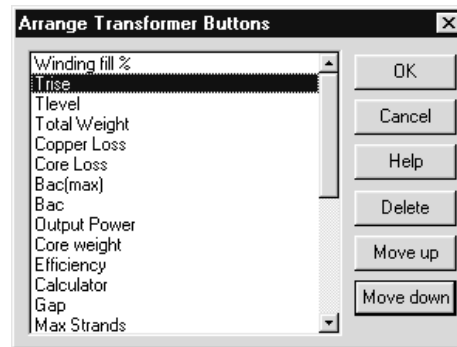 Arrange Transformer Buttons
Winding fill %
Trise
Tlevel
Total Weight
Copper Loss
Core Loss
Bac(max)
Bac
Output Power
Core weight
Efficiency
Calculator
Gap
Max Strands
OK
Cancel
Help
Delete
Move up
Move down